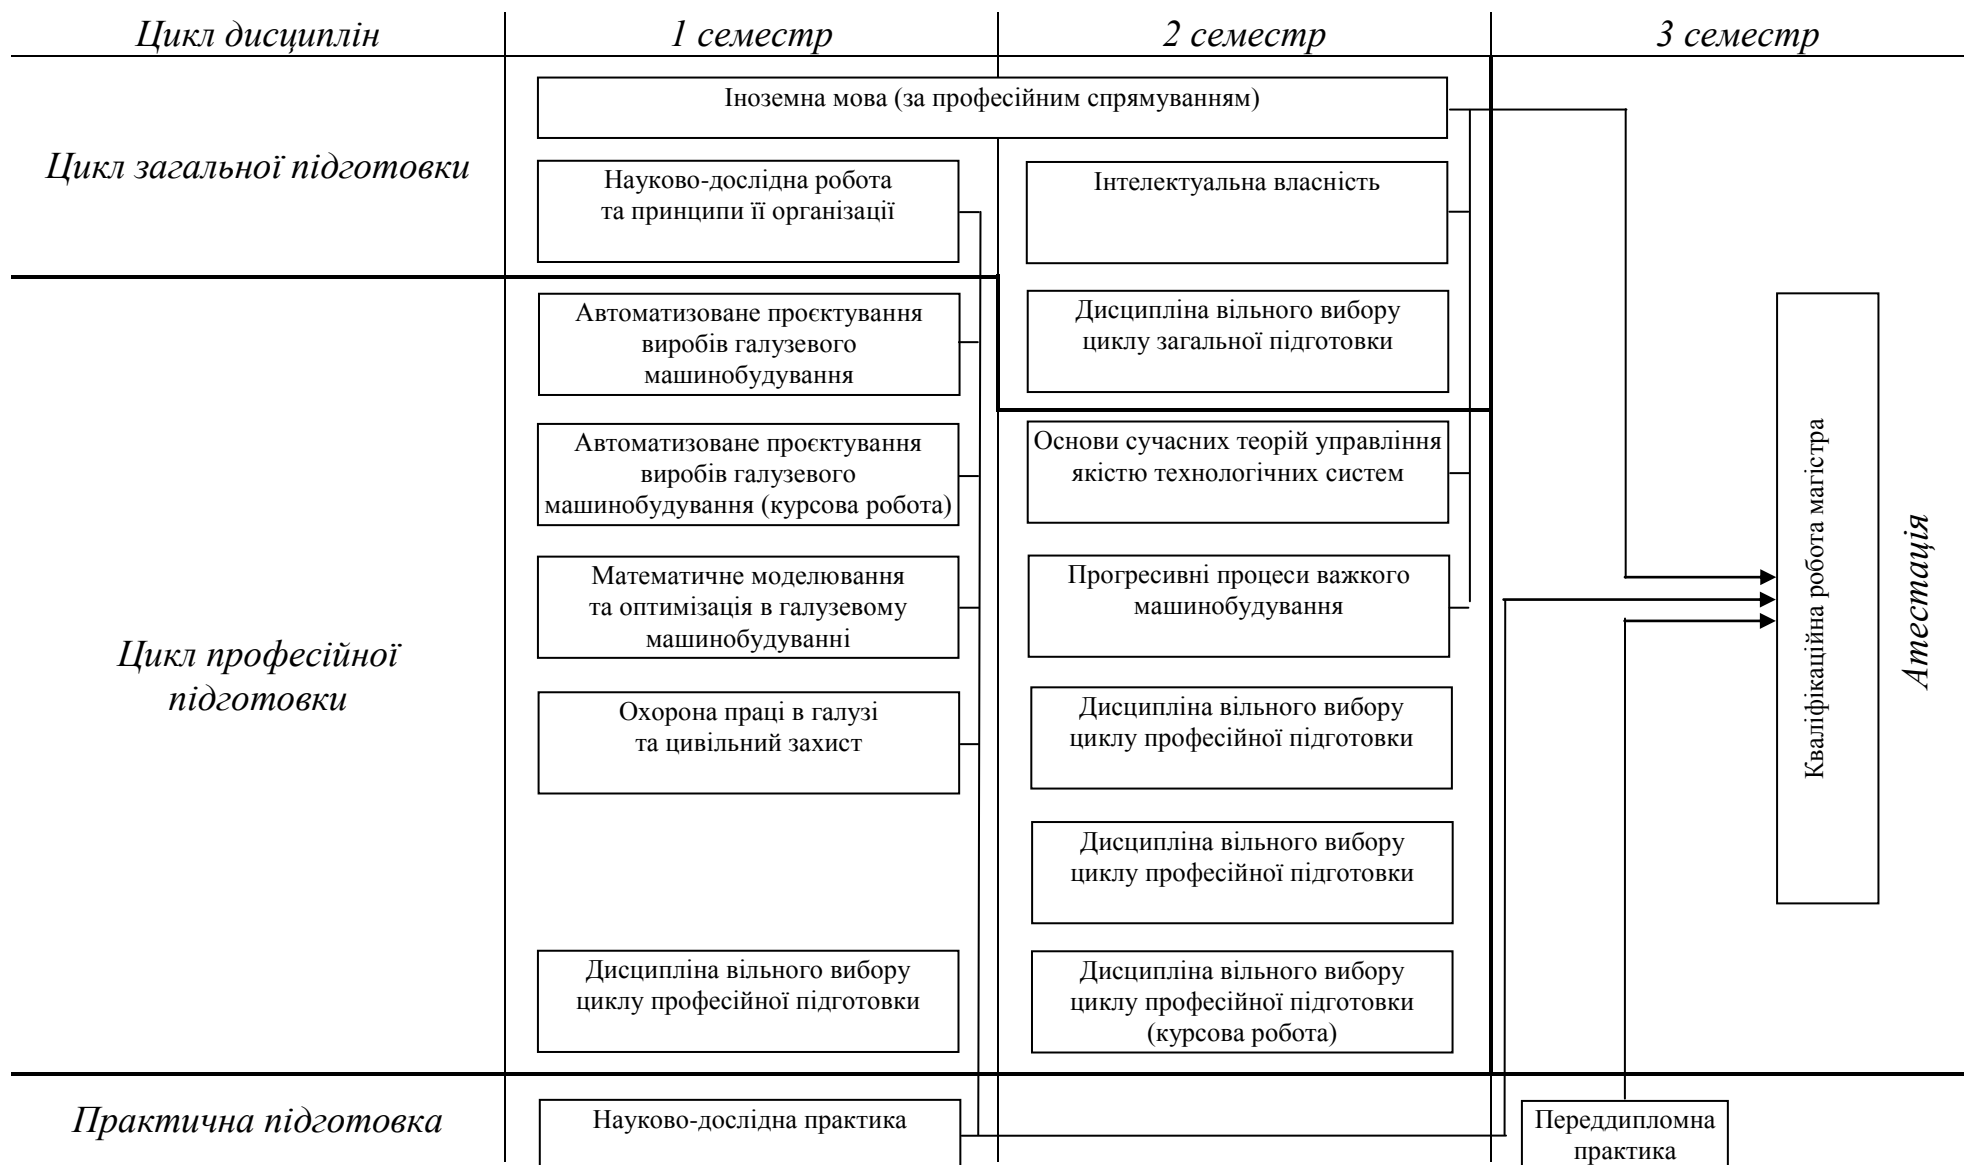 Цикл дисциплін
1 семестр
2 семестр
3 семестр
Цикл загальної підготовки
Іноземна мова (за професійним спрямуванням)
Науково-дослідна робота
та принципи її організації
Інтелектуальна власність
Дисципліна вільного вибору
циклу загальної підготовки
Цикл професійної
підготовки
Автоматизоване проєктування
виробів галузевого
машинобудування
Автоматизоване проєктування
виробів галузевого
машинобудування (курсова робота)
Математичне моделювання
та оптимізація в галузевому
машинобудуванні
Охорона праці в галузі
та цивільний захист
Дисципліна вільного вибору
циклу професійної підготовки
Основи сучасних теорій управління
якістю технологічних систем
Прогресивні процеси важкого
машинобудування
Дисципліна вільного вибору
циклу професійної підготовки
Дисципліна вільного вибору
циклу професійної підготовки
Дисципліна вільного вибору
циклу професійної підготовки
(курсова робота)
Кваліфікаційна робота магістра
Атестація
Практична підготовка
Науково-дослідна практика
Переддипломна
практика